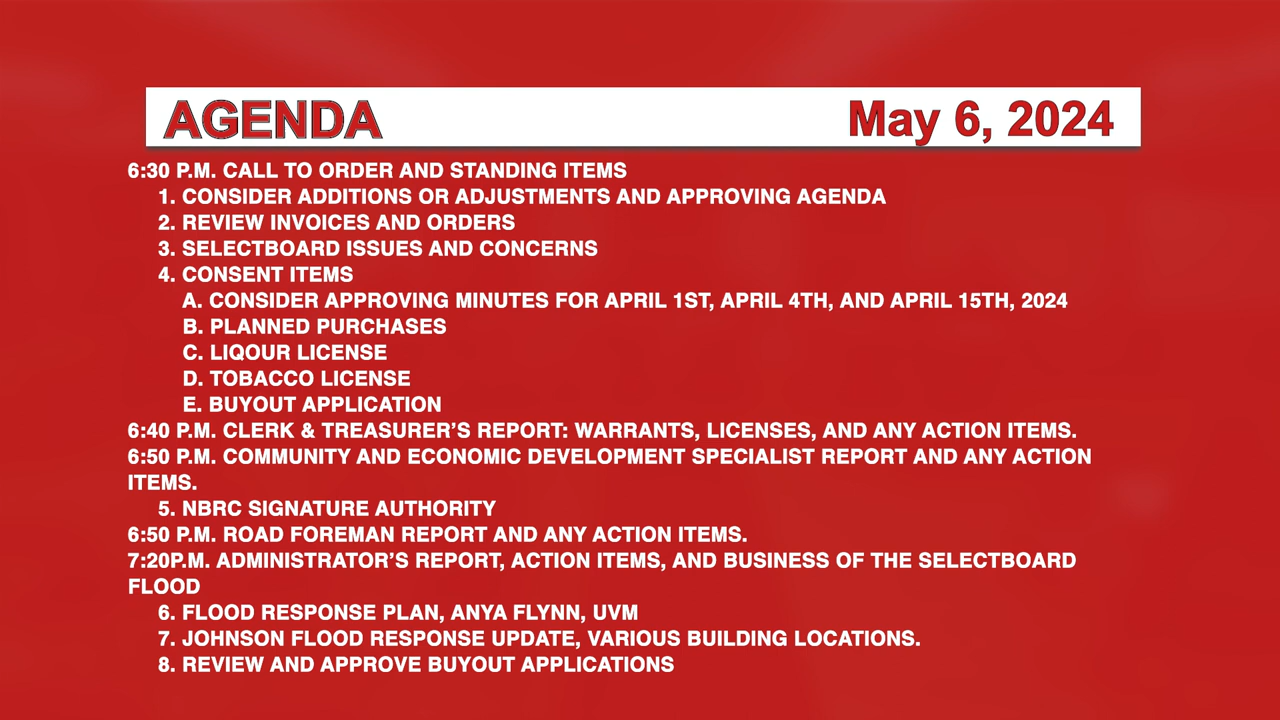 AGENDA May 6, 2024
6:30 P.M. CALL TO ORDER AND STANDING ITEMS
1. CONSIDER ADDITIONS OR ADJUSTMENTS AND APPROVING AGENDA
2. REVIEW INVOICES AND ORDERS
3. SELECTBOARD ISSUES AND CONCERNS
4. CONSENT ITEMS
A. CONSIDER APPROVING MINUTES FOR APRIL 1ST, APRIL 4TH, AND APRIL 15TH, 2024
B. PLANNED PURCHASES
C. LIQOUR LICENSE
D. TOBACCO LICENSE
E. BUYOUT APPLICATION
6:40 P.M. CLERK & TREASURER’S REPORT: WARRANTS, LICENSES, AND ANY ACTION ITEMS.
6:50 P.M. COMMUNITY AND ECONOMIC DEVELOPMENT SPECIALIST REPORT AND ANY ACTION
ITEMS.
5. NBRC SIGNATURE AUTHORITY
6:50 P.M. ROAD FOREMAN REPORT AND ANY ACTION ITEMS.
7:20P.M. ADMINISTRATOR’S REPORT, ACTION ITEMS, AND BUSINESS OF THE SELECTBOARD
FLOOD
6. FLOOD RESPONSE PLAN, ANYA FLYNN, UVM
7. JOHNSON FLOOD RESPONSE UPDATE, VARIOUS BUILDING LOCATIONS.
8. REVIEW AND APPROVE BUYOUT APPLICATIONS